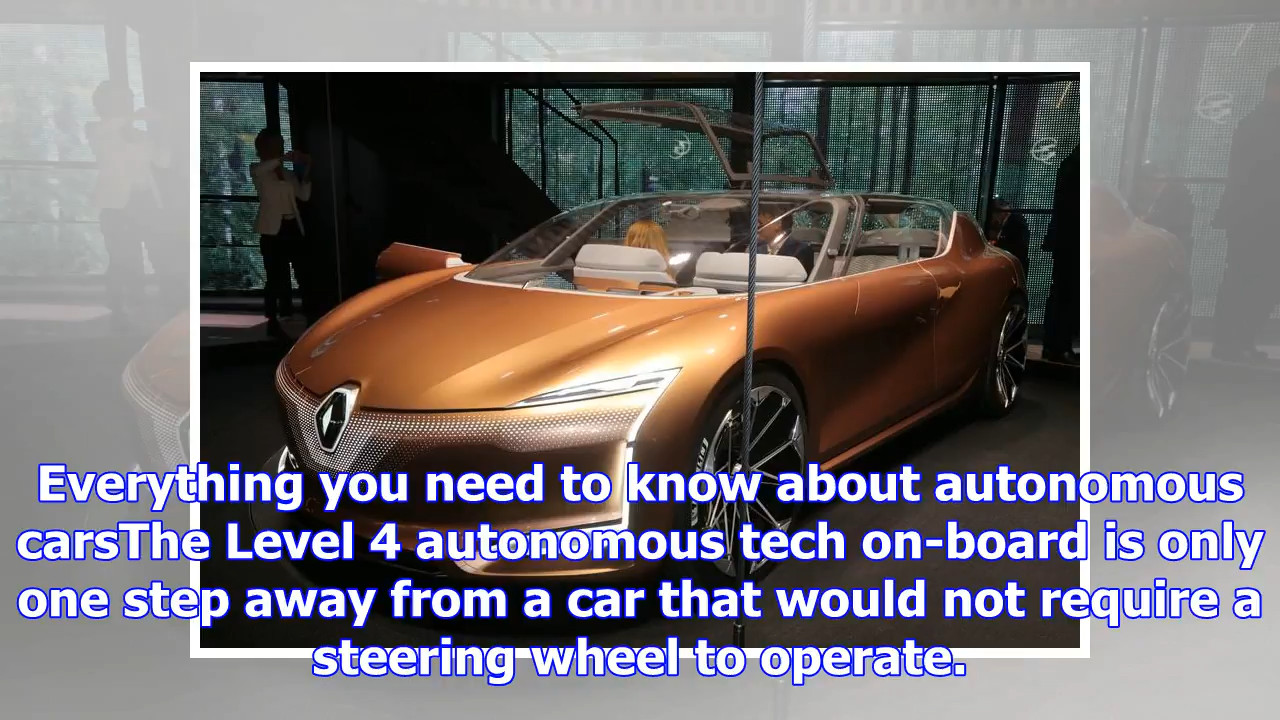 Everything you need to know about autonomous
carsThe Level 4 autonomous tech on-board is only
one step away from a car that would not require a
steering wheel to operate.